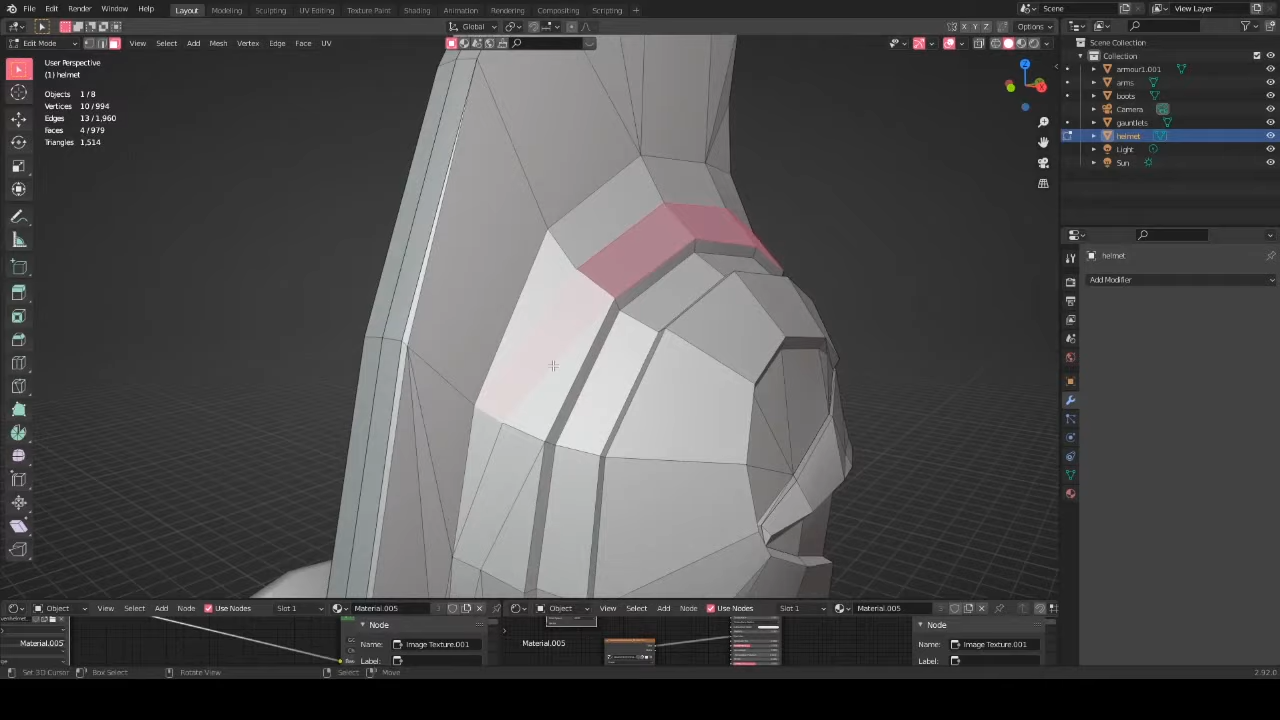 File Edit Render Window Help Layout Modeling Sculpting UV Editing Texture Paint Shading Animation Rendering Compositing Scripting + Scene View Layer
Global Options
Edit Mode View Select Add Mesh Vertex Edge Face UV
User Perspective
(1) helmet
Objects 1/8
Vertices 10/994
Edges 13/1,960
Faces 4/979
Triangles 1,514
Z
X
Scene Collection
Collection
armour1.001
arms
boots
Camera
gauntlets
helmet
Light
Sun
helmet
Add Modifier
Object View Select Add Node Use Nodes Slot 1 Material.005 3
Object View Select Add Node Use Nodes Slot 1 Material.005 3
Material.005
Node
Name: Image Texture.001
Label:
Material.005
Node
Name: Image Texture.001
Label:
Set 3D Cursor Box Select Rotate View Select Move 2.92.0